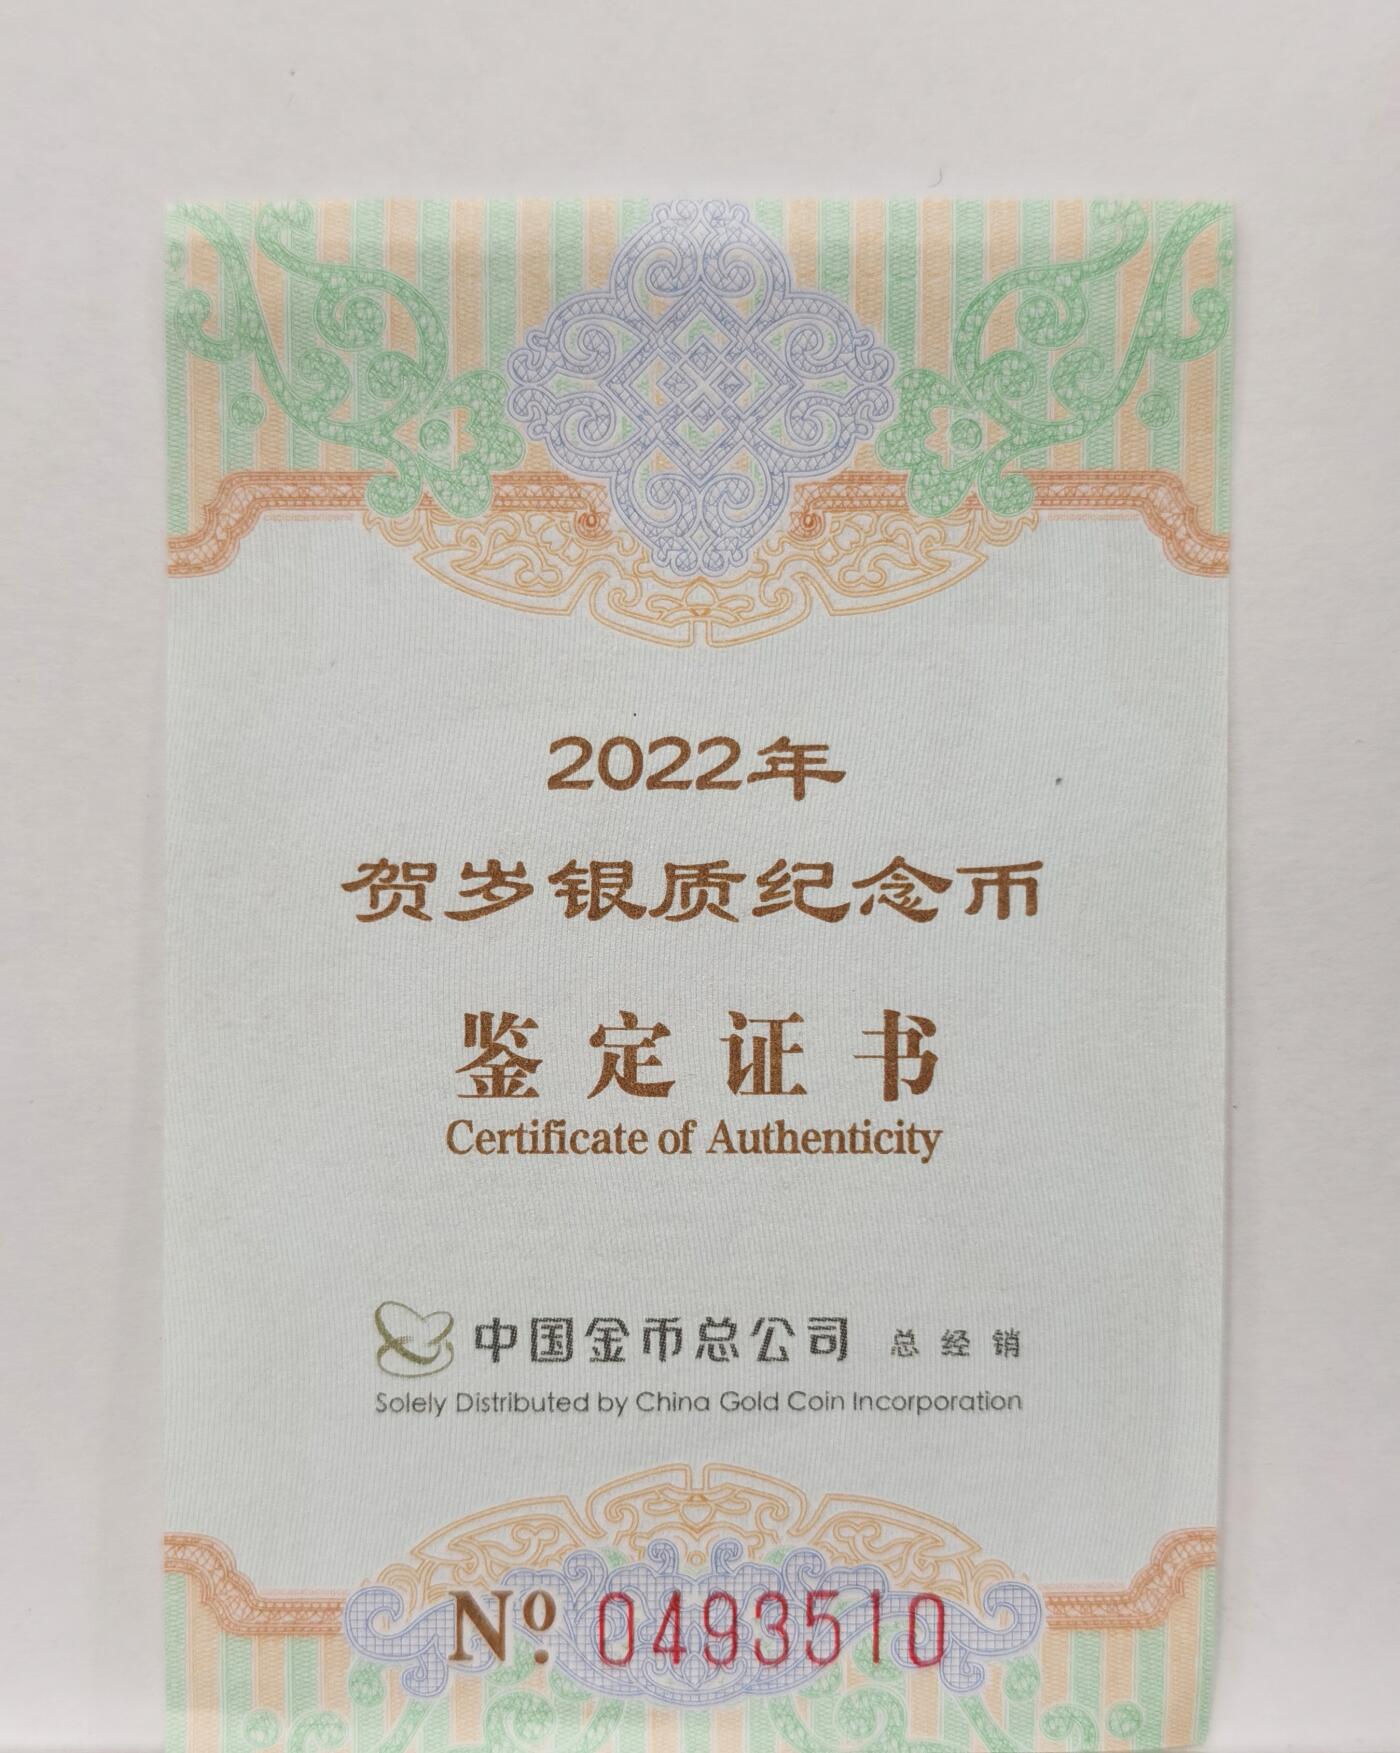 2022年
贺岁银质纪念币
鉴定证书
Certificate of Authenticity
中国金币总公司 总经销
Solely Distributed by China Gold Coin Incorporation
Nº 0493510